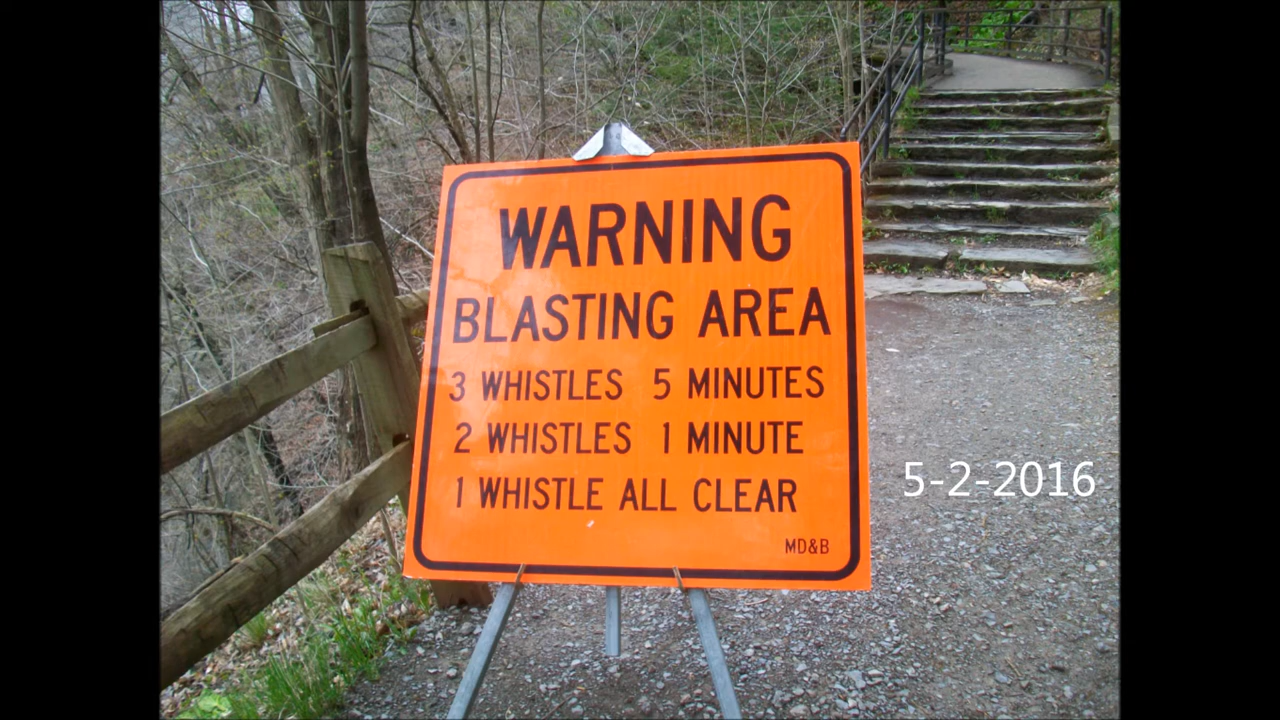 WARNING
BLASTING AREA
3 WHISTLES 5 MINUTES
2 WHISTLES 1 MINUTE
1 WHISTLE ALL CLEAR
MD&B
5-2-2016